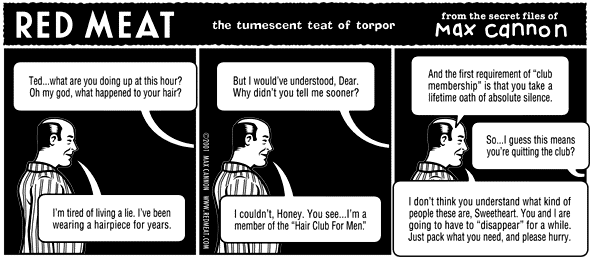 RED MEAT
the tumescent teat of torpor
from the secret files of
max cannon
Ted...what are you doing up at this hour?
Oh my god, what happened to your hair?
I'm tired of living a lie. I've been
wearing a hairpiece for years.
©2001 MAX CANNON WWW.REDMEAT.COM
But I would've understood, Dear.
Why didn't you tell me sooner?
I couldn't, Honey. You see...I'm a
member of the "Hair Club For Men."
And the first requirement of "club
membership" is that you take a
lifetime oath of absolute silence.
So...I guess this means
you're quitting the club?
I don't think you understand what kind of
people these are, Sweetheart. You and I are
going to have to "disappear" for a while.
Just pack what you need, and please hurry.